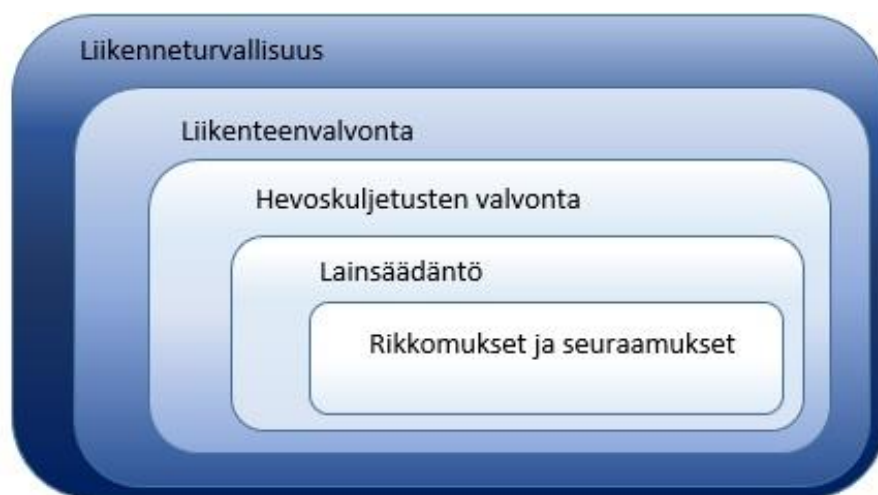 Liikenneturvallisuus
Liikenteenvalvonta
Hevoskuljetusten valvonta
Lainsäädäntö
Rikkomukset ja seuraamukset